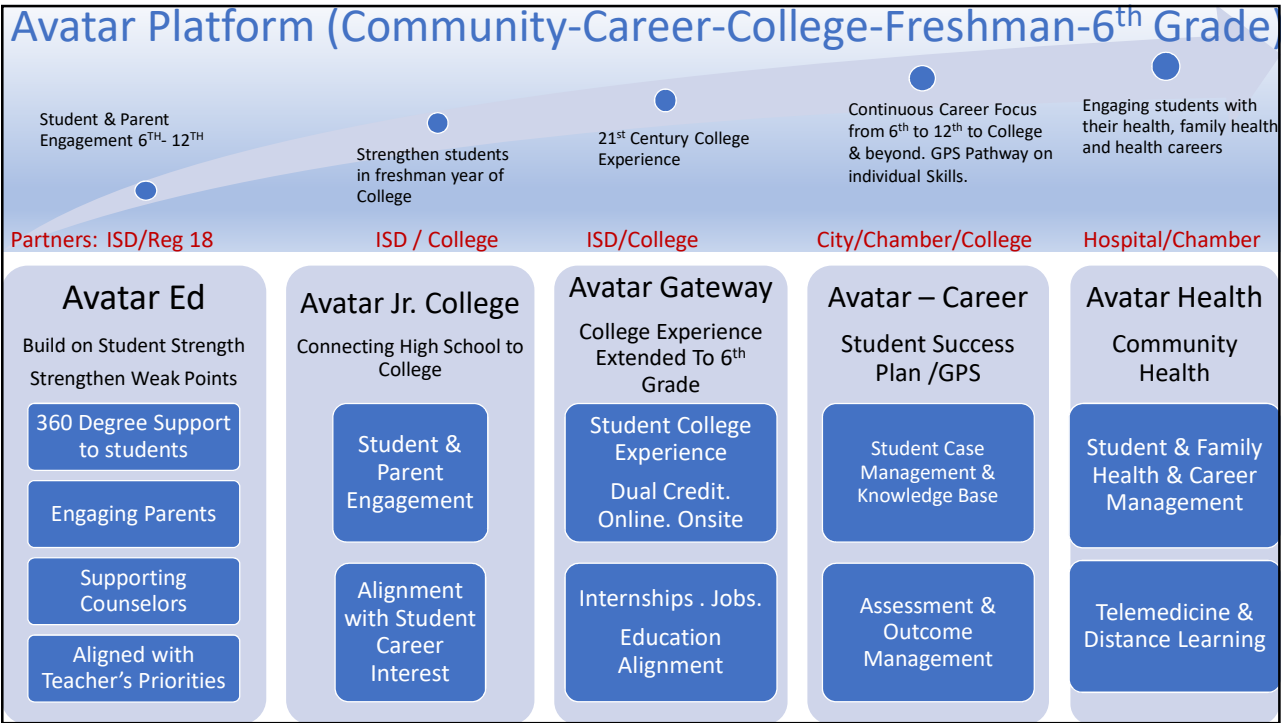 Avatar Platform (Community-Career-College-Freshman-6th Grade)
Student & Parent
Engagement 6TH- 12TH
Strengthen students
in freshman year of
College
21st Century College
Experience
Continuous Career Focus
from 6th to 12th to College
& beyond. GPS Pathway on
individual Skills.
Engaging students with
their health, family health
and health careers
Partners: ISD/Reg 18
ISD / College
ISD/College
City/Chamber/College
Hospital/Chamber
Avatar Ed
Build on Student Strength
Strengthen Weak Points
360 Degree Support
to students
Engaging Parents
Supporting
Counselors
Aligned with
Teacher’s Priorities
Avatar Jr. College
Connecting High School to
College
Student &
Parent
Engagement
Alignment
with Student
Career
Interest
Avatar Gateway
College Experience
Extended To 6th
Grade
Student College
Experience
Dual Credit.
Online. Onsite
Internships . Jobs.
Education
Alignment
Avatar – Career
Student Success
Plan /GPS
Student Case
Management &
Knowledge Base
Assessment &
Outcome
Management
Avatar Health
Community
Health
Student & Family
Health & Career
Management
Telemedicine &
Distance Learning